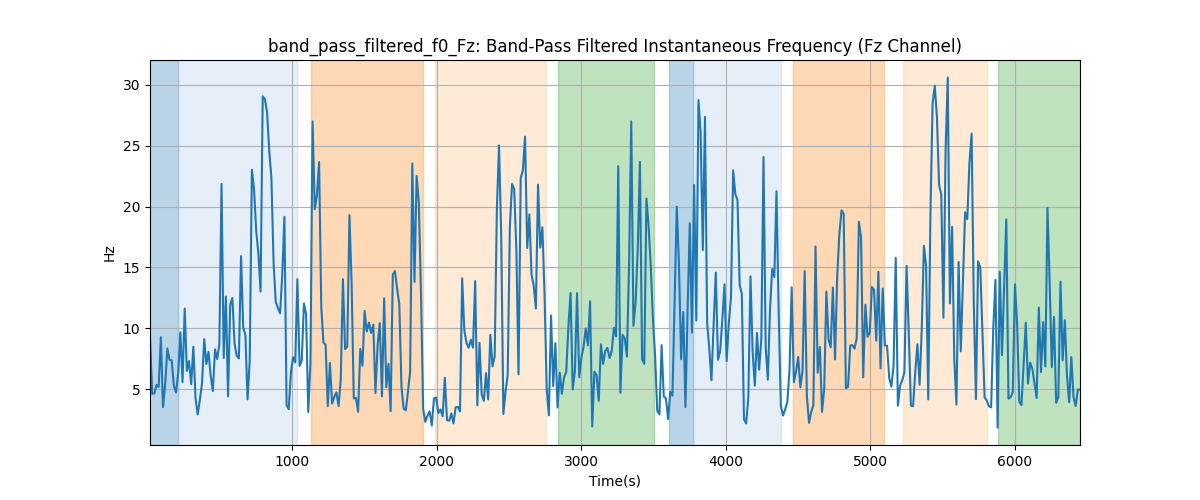 band_pass_filtered_f0_Fz: Band-Pass Filtered Instantaneous Frequency (Fz Channel)
30
25
20
15
10
5
Hz
1000 2000 3000 4000 5000 6000
Time(s)